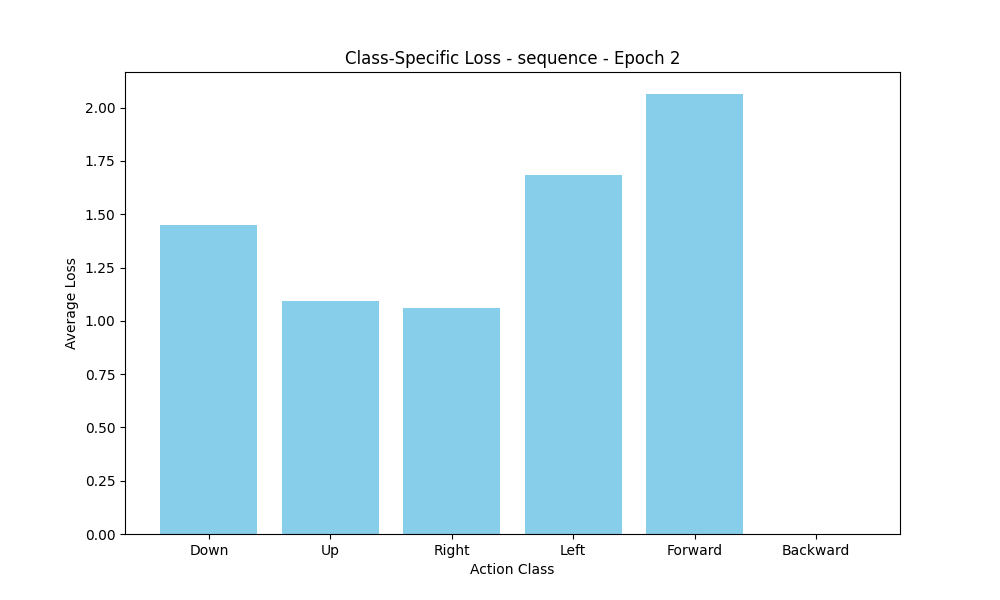 Class-Specific Loss - sequence - Epoch 2
2.00
1.75
1.50
1.25
1.00
0.75
0.50
0.25
0.00
Average Loss
Down Up Right Left Forward Backward
Action Class